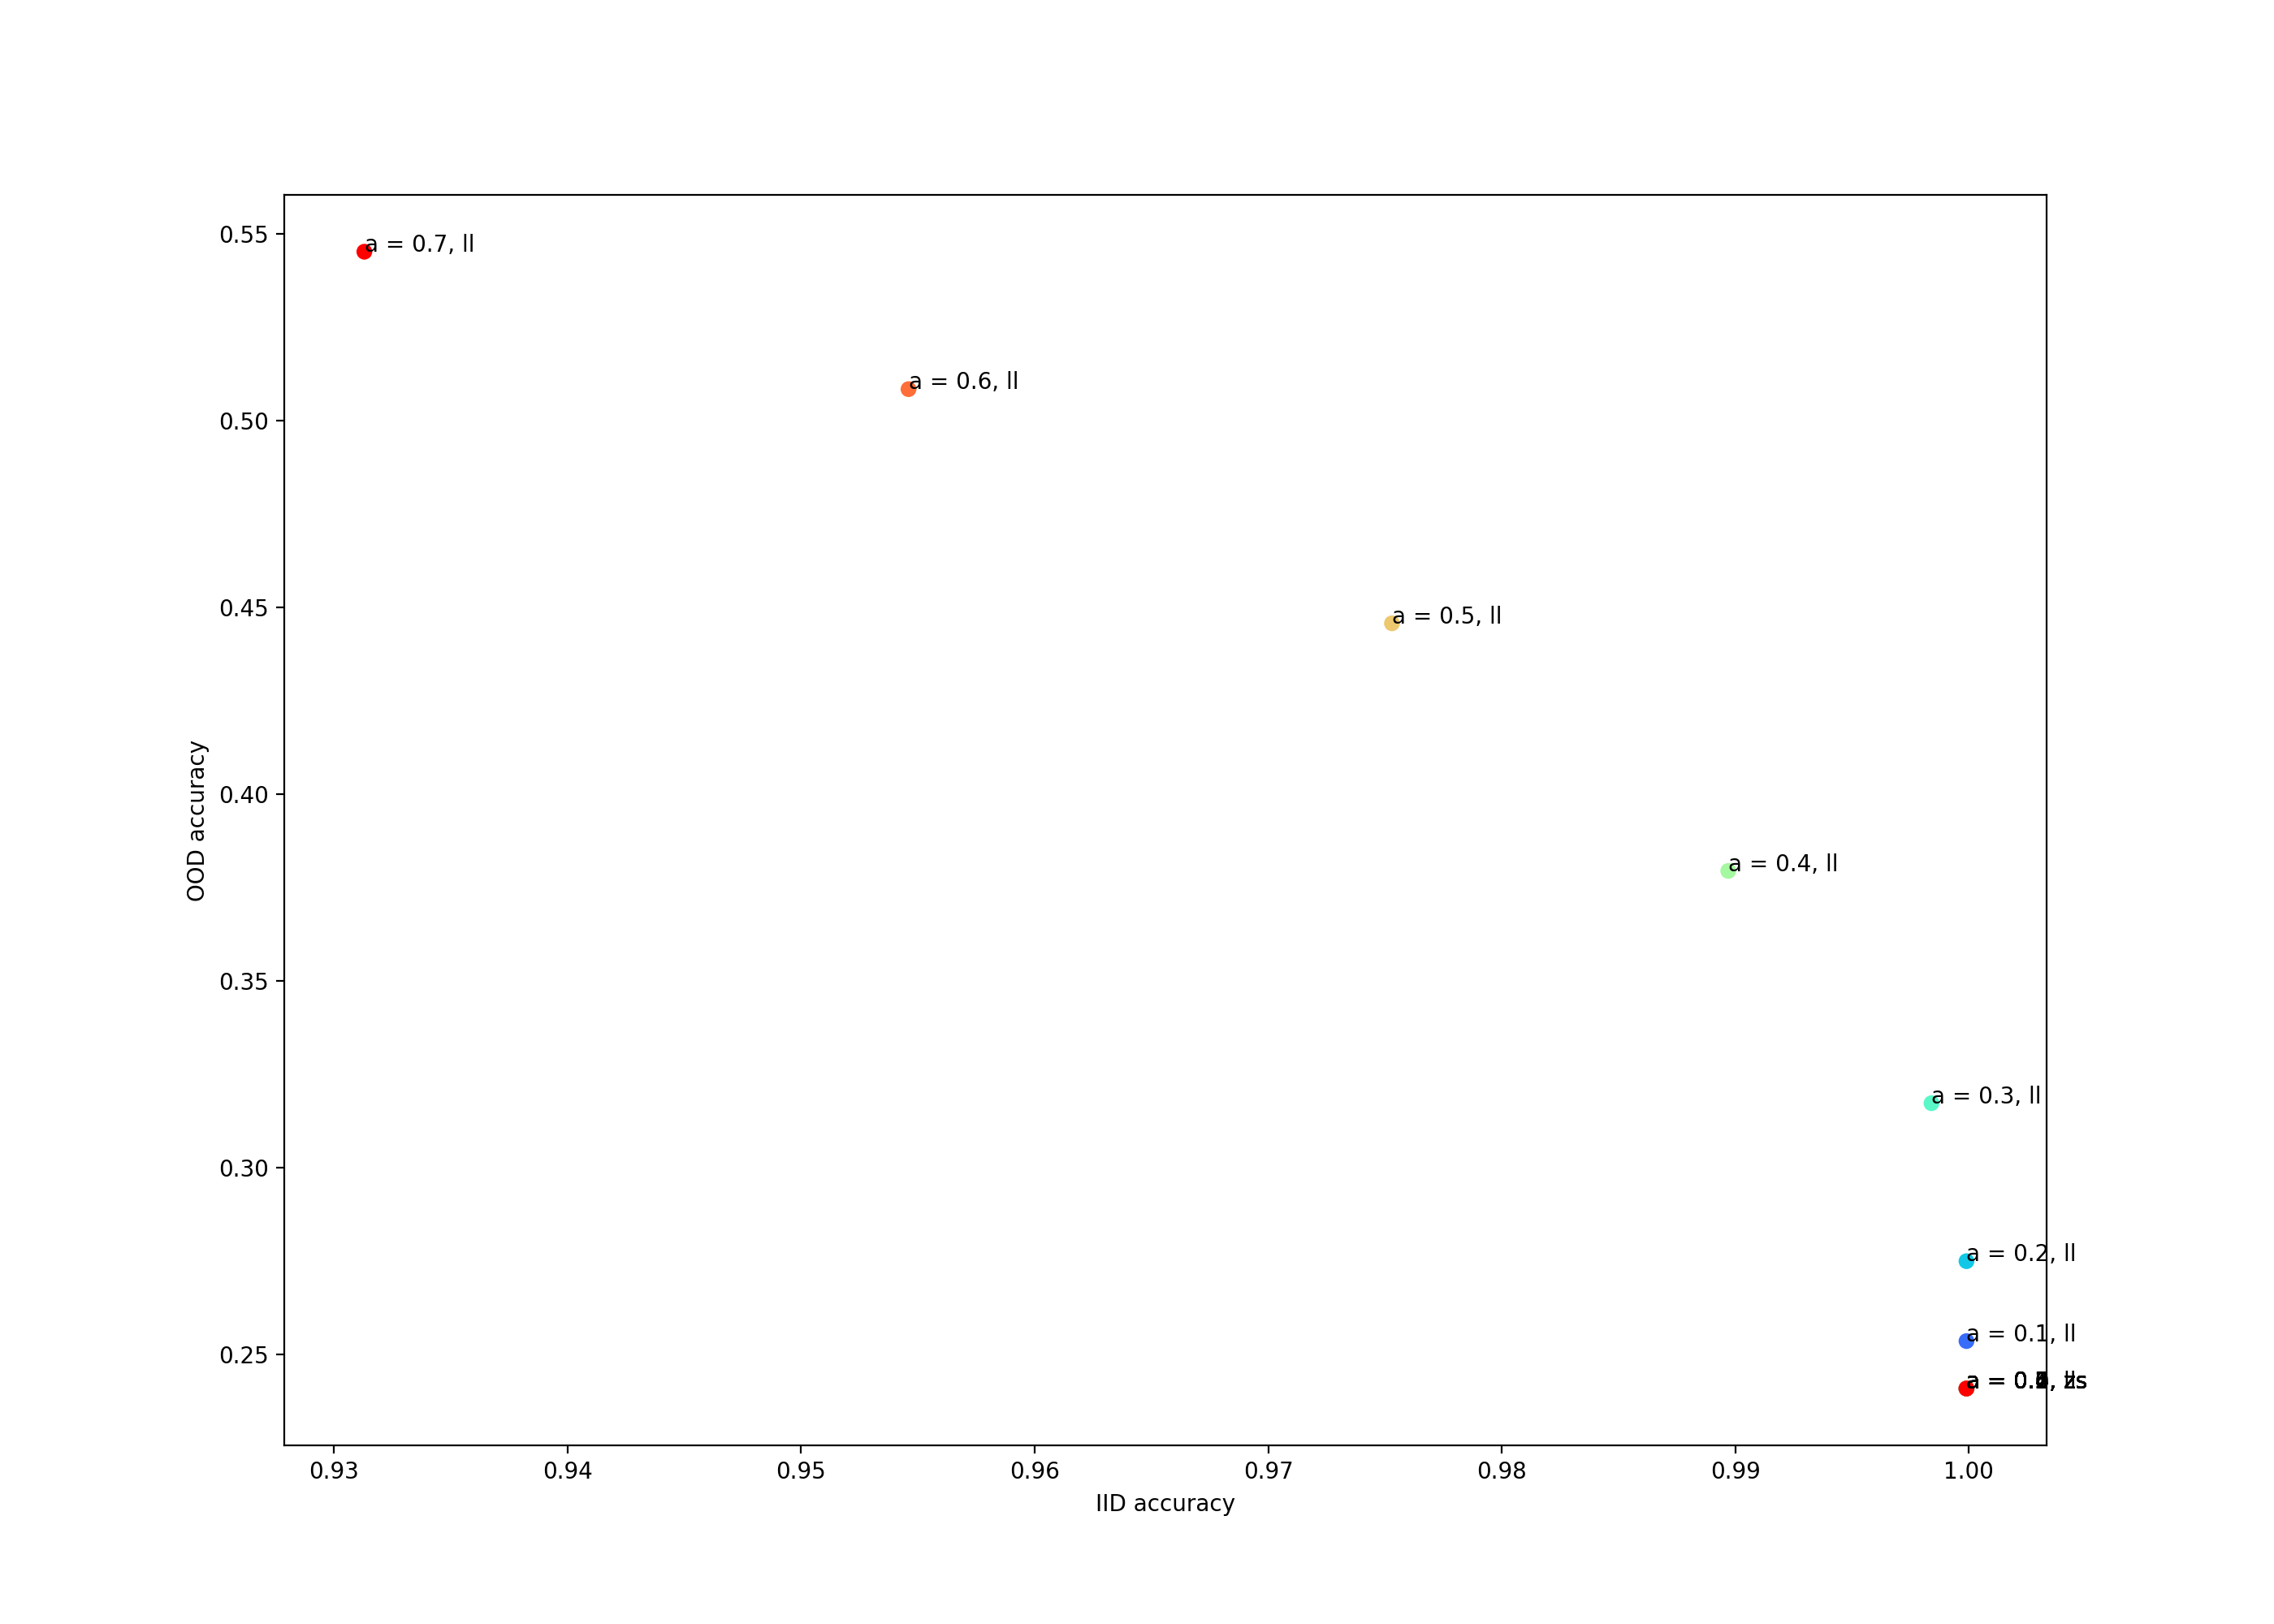 0.55
a = 0.7, ll
a = 0.6, ll
0.50
0.45
a = 0.5, ll
0.40
a = 0.4, ll
OOD accuracy
0.35
a = 0.3, ll
0.30
a = 0.2, ll
0.25
a = 0.1, ll
0.93 0.94 0.95 0.96 0.97 0.98 0.99 1.00
IID accuracy